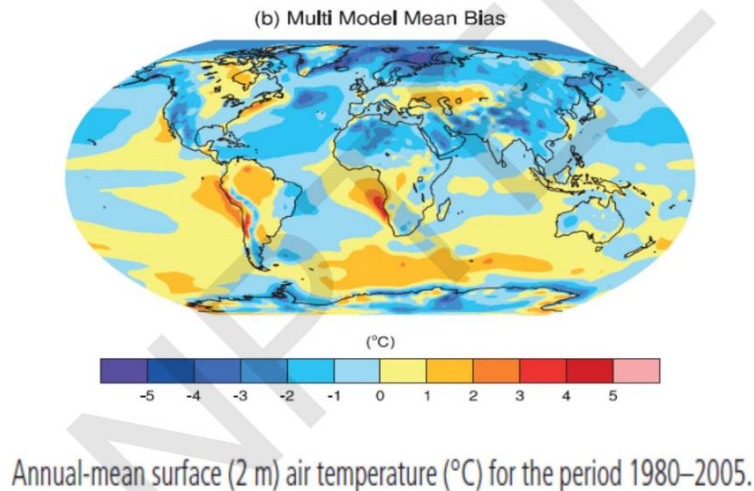 (b) Multi Model Mean Bias
(°C)
-5 -4 -3 -2 -1 0 1 2 3 4 5
Annual-mean surface (2 m) air temperature (°C) for the period 1980–2005.
NPTEL